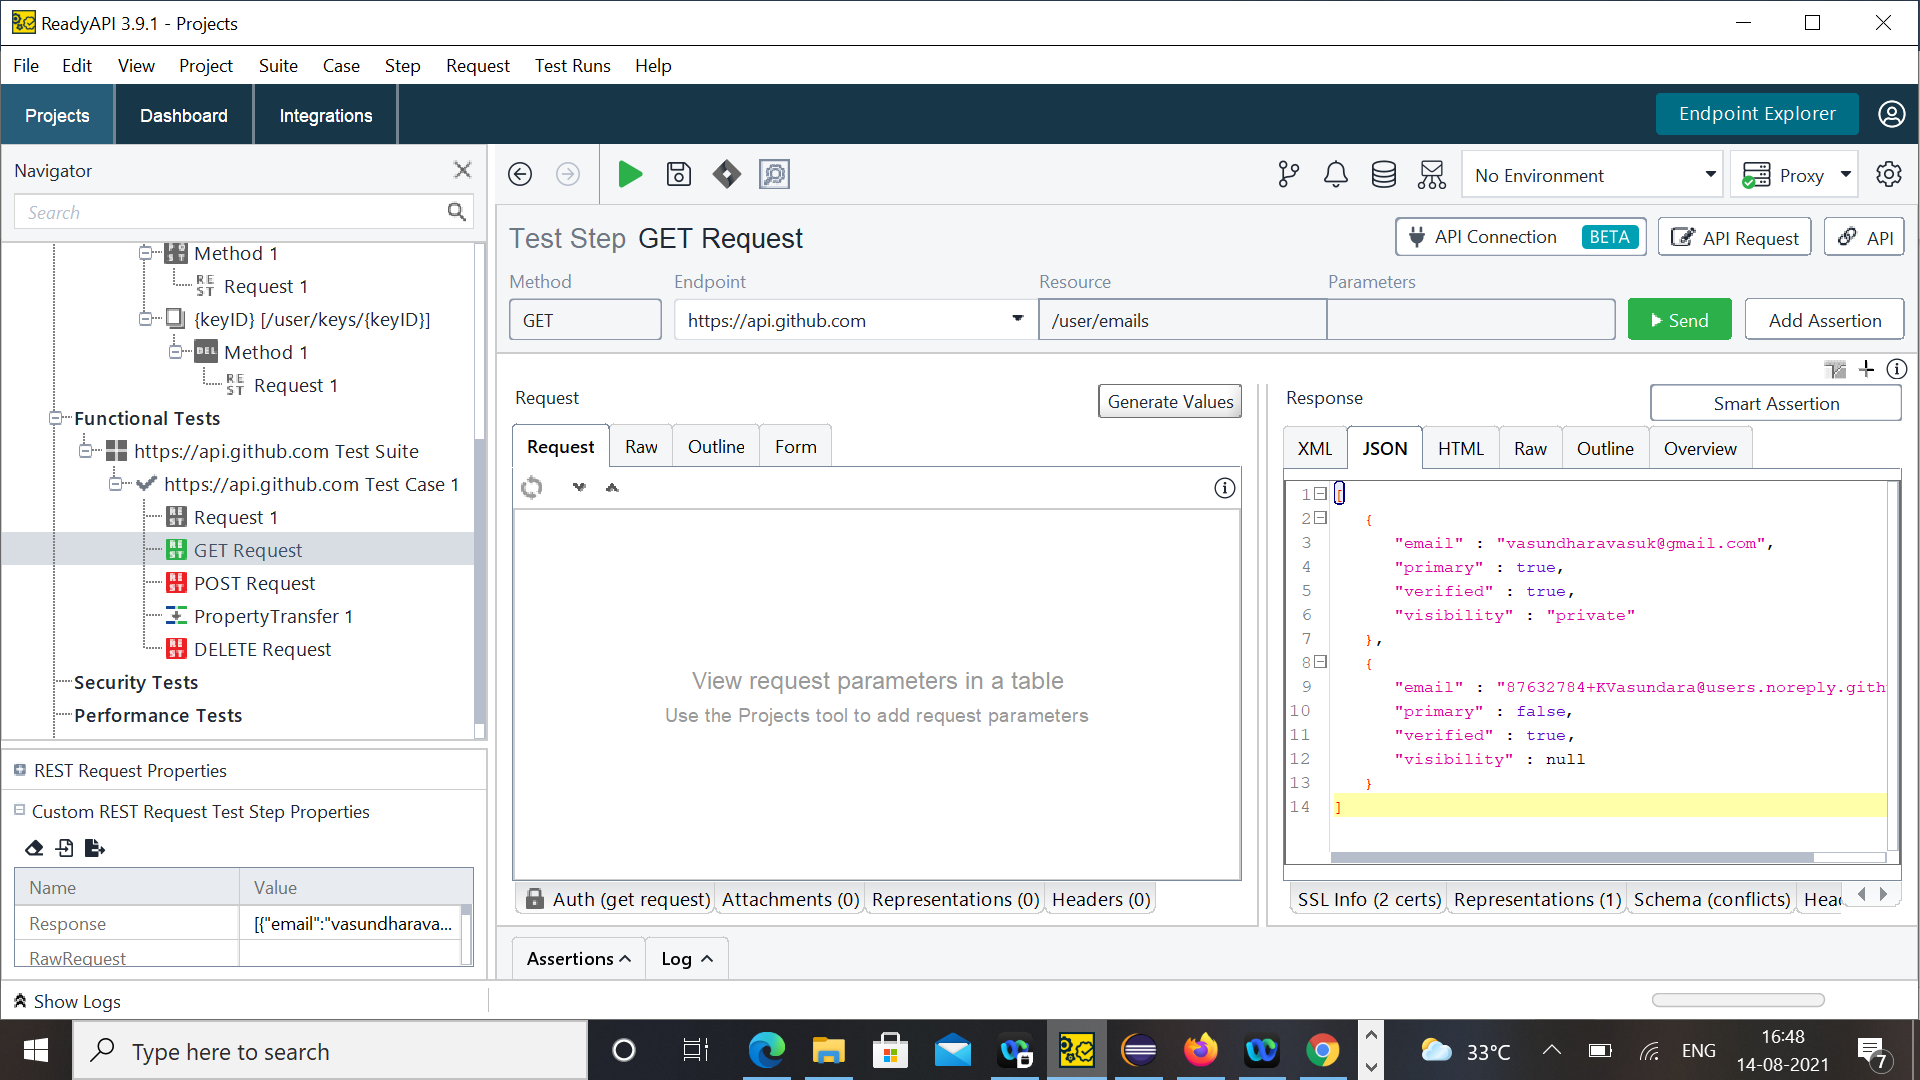 ReadyAPI 3.9.1 - Projects
File Edit View Project Suite Case Step Request Test Runs Help
Projects Dashboard Integrations Endpoint Explorer
Navigator
Search
No Environment Proxy
Method 1
Request 1
{keyID} [/user/keys/{keyID}]
DEL Method 1
Request 1
Functional Tests
https://api.github.com Test Suite
https://api.github.com Test Case 1
Request 1
GET Request
POST Request
PropertyTransfer 1
DELETE Request
Security Tests
Performance Tests
REST Request Properties
Custom REST Request Test Step Properties
Name Value
Response [{"email":"vasundharava...
RawRequest
Show Logs
Test Step GET Request
API Connection BETA API Request API
Method Endpoint Resource Parameters
GET https://api.github.com /user/emails Send Add Assertion
Request Generate Values
Request Raw Outline Form
View request parameters in a table
Use the Projects tool to add request parameters
Auth (get request) Attachments (0) Representations (0) Headers (0)
Response Smart Assertion
XML JSON HTML Raw Outline Overview
1 [
2 {
3 "email" : "vasundharavasuk@gmail.com",
4 "primary" : true,
5 "verified" : true,
6 "visibility" : "private"
7 },
8 {
9 "email" : "87632784+KVasundara@users.noreply.gith
10 "primary" : false,
11 "verified" : true,
12 "visibility" : null
13 }
14 ]
SSL Info (2 certs) Representations (1) Schema (conflicts) Head
Assertions Log
Type here to search
33°C ENG 16:48
14-08-2021
7